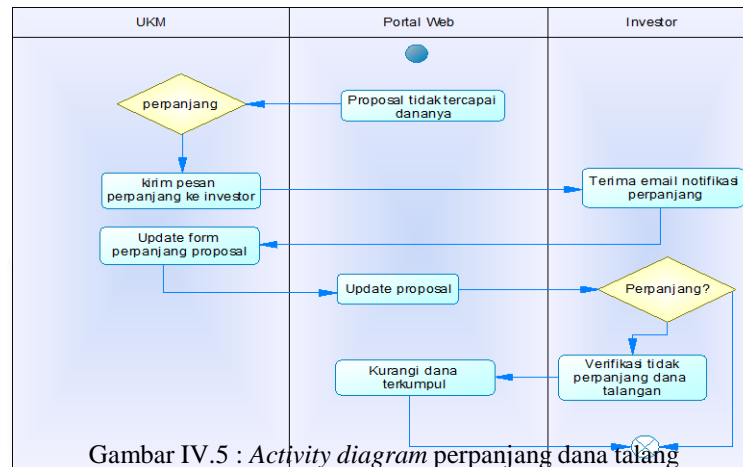 UKM
Portal Web
Investor
perpanjang
Proposal tidak tercapai
dananya
kirim pesan
perpanjang ke investor
Terima email notifikasi
perpanjang
Update form
perpanjang proposal
Update proposal
Perpanjang?
Kurangi dana
terkumpul
Verifikasi tidak
perpanjang dana
talangan
Gambar IV.5 : Activity diagram perpanjang dana talang